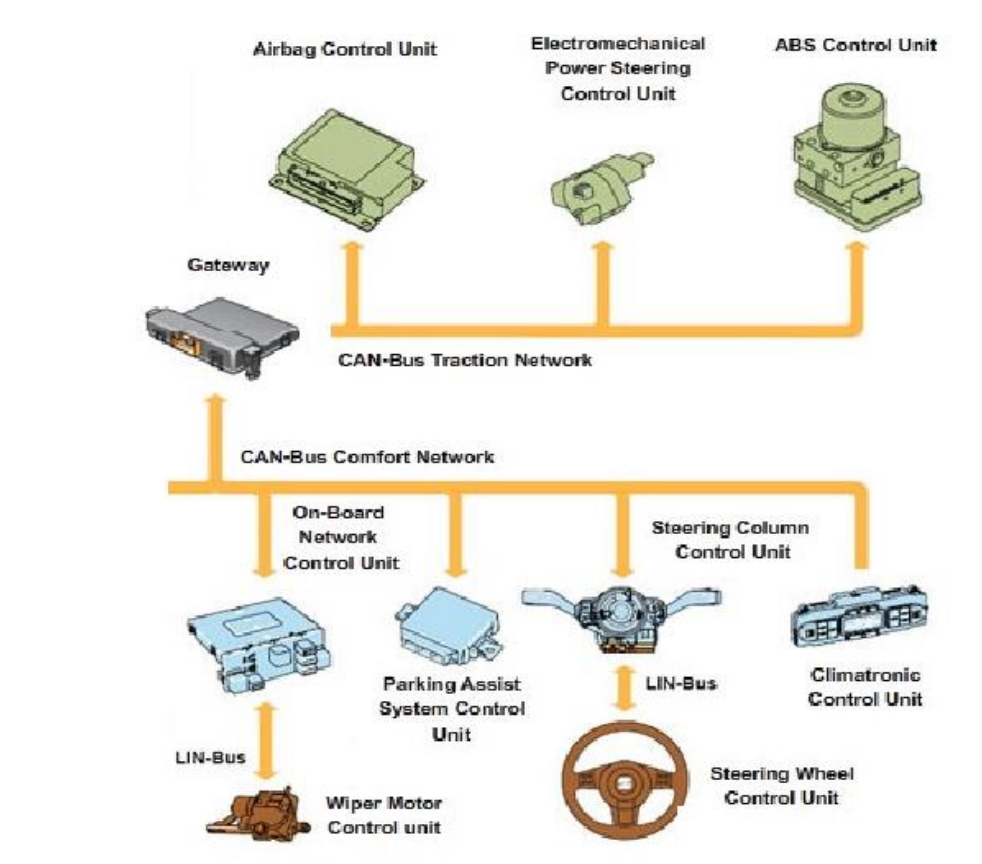 Airbag Control Unit
Electromechanical
Power Steering
Control Unit
ABS Control Unit
Gateway
CAN-Bus Traction Network
CAN-Bus Comfort Network
On-Board
Network
Control Unit
Steering Column
Control Unit
Parking Assist
System Control
Unit
LIN-Bus
Climatronic
Control Unit
LIN-Bus
Wiper Motor
Control unit
Steering Wheel
Control Unit